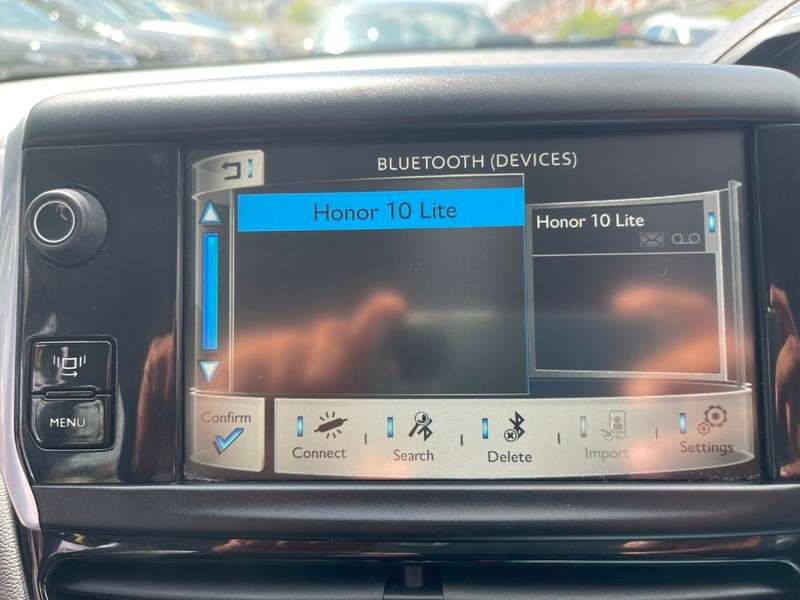 BLUETOOTH (DEVICES)
Honor 10 Lite
Honor 10 Lite
MENU
Confirm
Connect
Search
Delete
Import
Settings